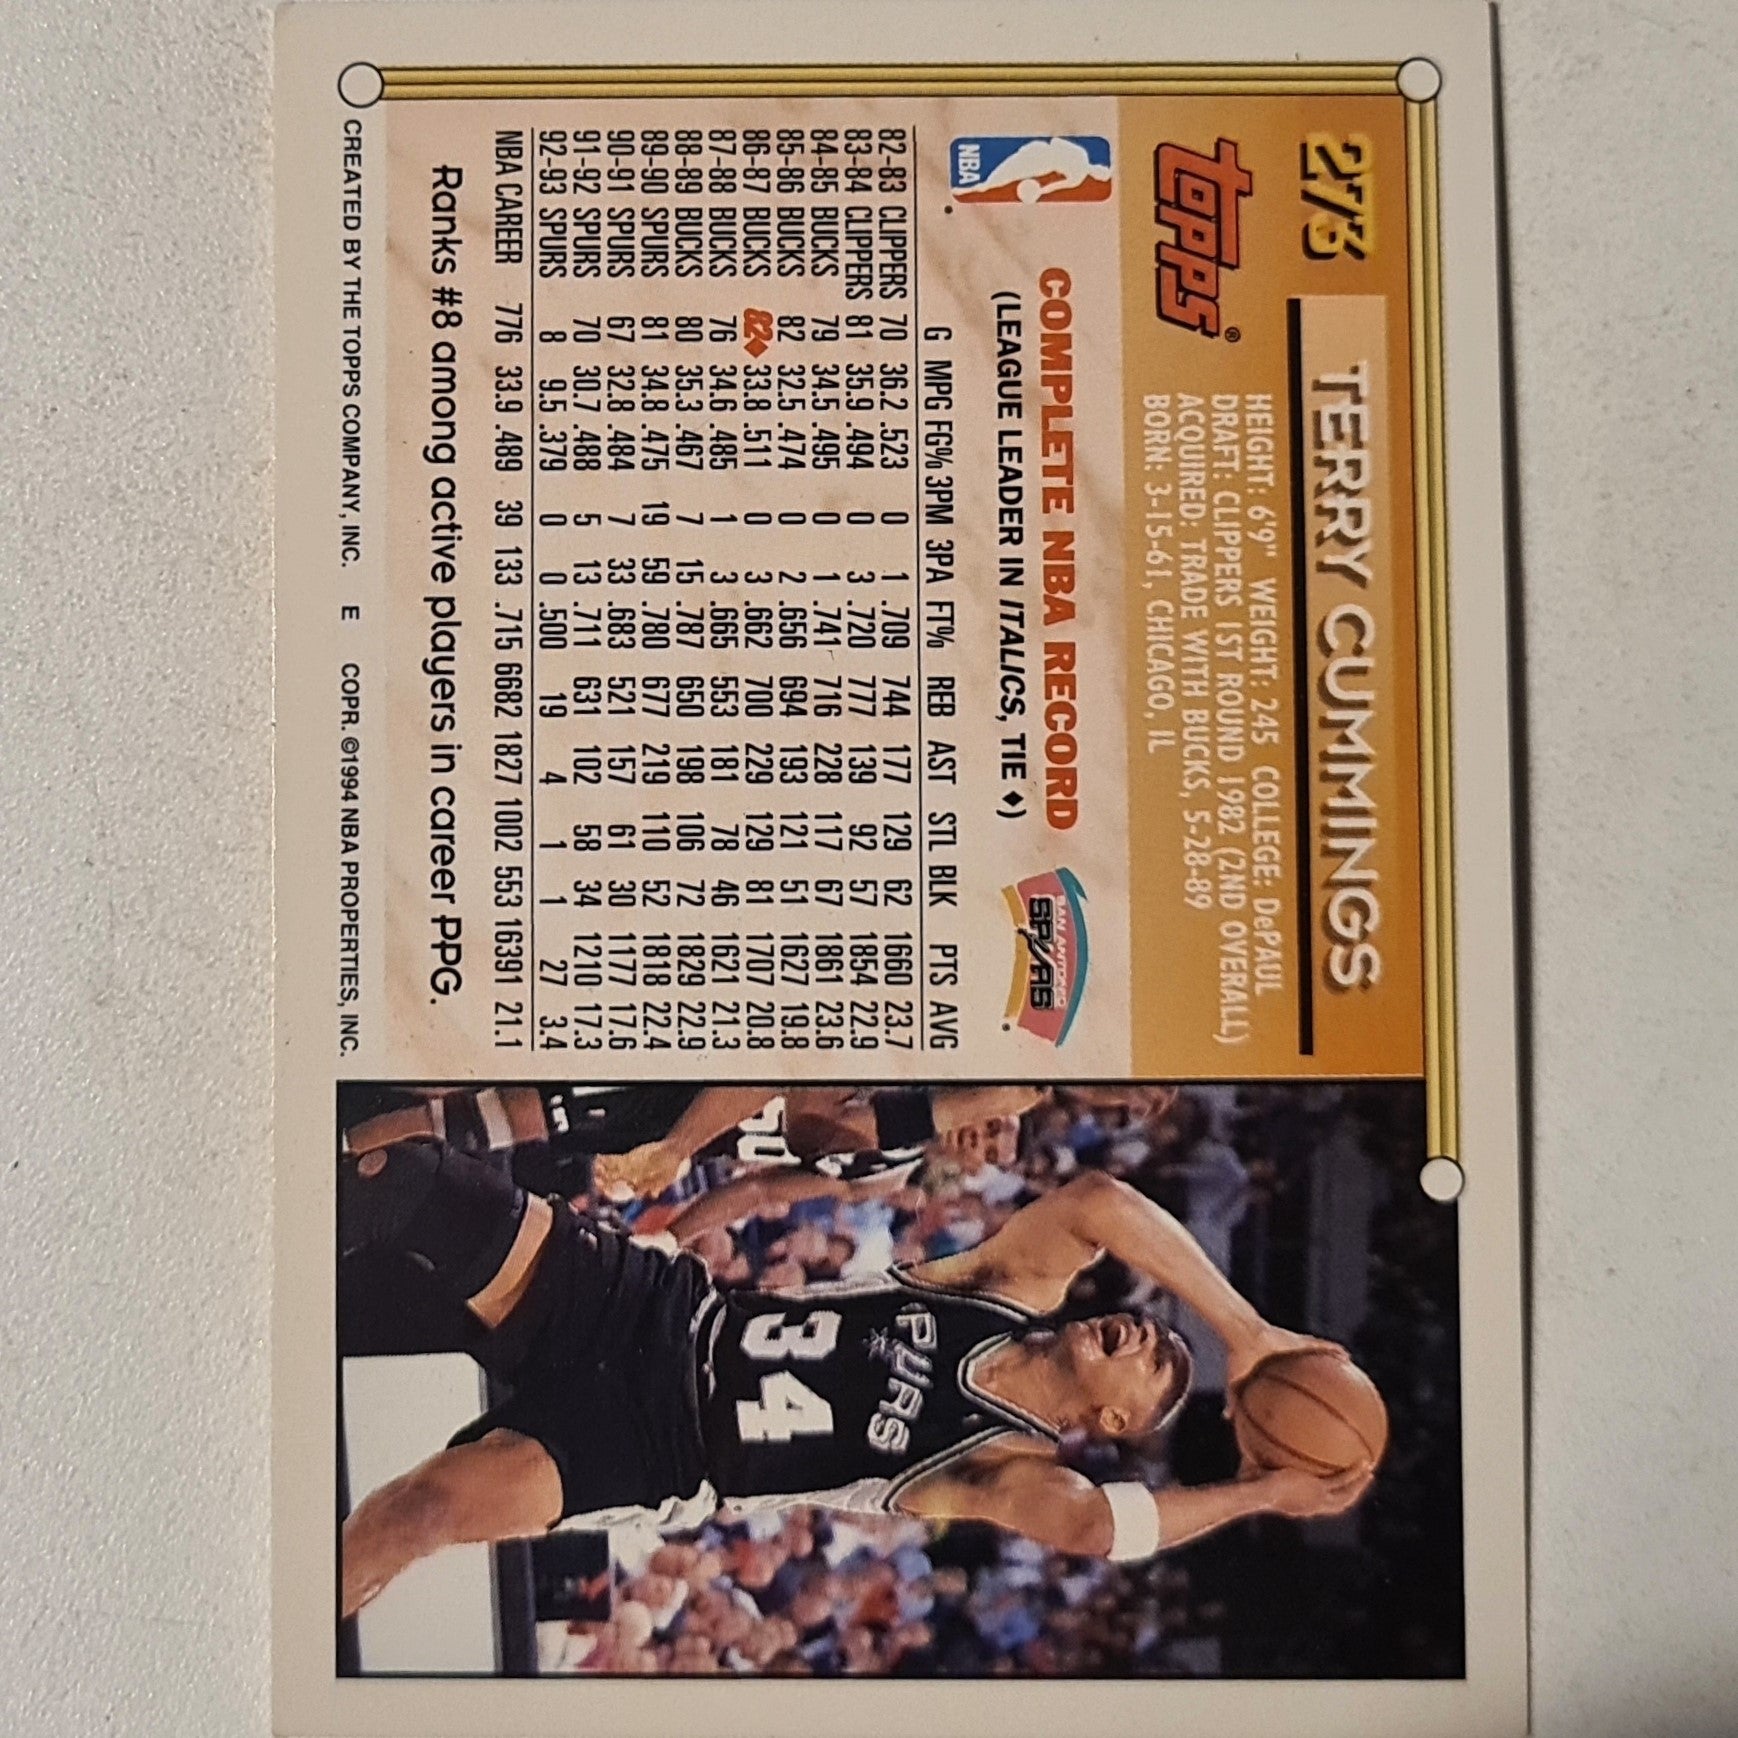 273
TERRY CUMMINGS
TOPPS®
HEIGHT: 6'9" WEIGHT: 245 COLLEGE: DePAUL
DRAFT: CLIPPERS 1ST ROUND 1982 (2ND OVERALL)
ACQUIRED: TRADE WITH BUCKS, 5-28-89
BORN: 3-15-61, CHICAGO, IL
NBA
COMPLETE NBA RECORD
(LEAGUE LEADER IN ITALICS, TIE ♦)
SAN ANTONIO
SPURS
G MPG FG% 3PM 3PA FT% REB AST STL BLK PTS AVG
82-83 CLIPPERS 70 36.2 .523 0 1 .709 744 177 129 62 1660 23.7
83-84 CLIPPERS 81 35.9 .494 0 3 .720 777 139 92 57 1854 22.9
84-85 BUCKS 79 34.5 .495 0 1 .741 716 228 117 67 1861 23.6
85-86 BUCKS 82 32.5 .474 0 2 .656 694 193 121 51 1627 19.8
86-87 BUCKS 82♦ 33.8 .511 0 3 .662 700 229 129 81 1707 20.8
87-88 BUCKS 76 34.6 .485 1 3 .665 553 181 78 46 1621 21.3
88-89 BUCKS 80 35.3 .467 7 15 .787 650 198 106 72 1829 22.9
89-90 SPURS 81 34.8 .475 19 59 .780 677 219 110 52 1818 22.4
90-91 SPURS 67 32.8 .484 7 33 .683 521 157 61 30 1177 17.6
91-92 SPURS 70 30.7 .488 5 13 .711 631 102 58 34 1210 17.3
92-93 SPURS 8 9.5 .379 0 0 .500 19 4 1 1 27 3.4
NBA CAREER 776 33.9 .489 39 133 .715 6682 1827 1002 553 16391 21.1
Ranks #8 among active players in career PPG.
CREATED BY THE TOPPS COMPANY, INC. E COPR. ©1994 NBA PROPERTIES, INC.
SPURS
34
50